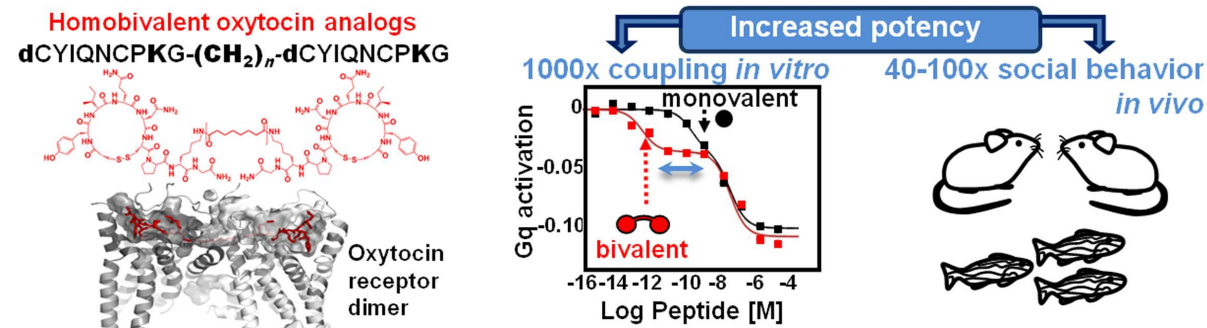 Homobivalent oxytocin analogs
dCYIQNCPKG-(CH₂)ₙ-dCYIQNCPKG
Oxytocin
receptor
dimer
Increased potency
1000x coupling in vitro
40-100x social behavior
in vivo
monovalent
bivalent
0
-0.05
-0.10
Gq activation
-16 -14 -12 -10 -8 -6 -4
Log Peptide [M]